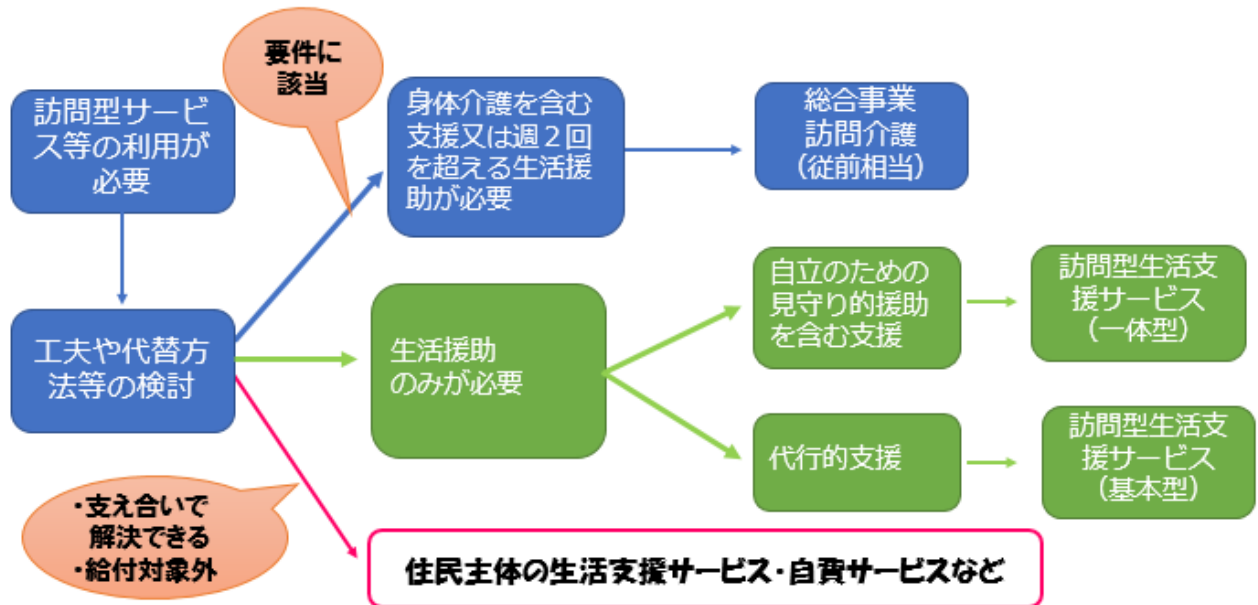 要件に
該当
訪問型サービ
ス等の利用が
必要
身体介護を含む
支援又は週２回
を超える生活援
助が必要
総合事業
訪問介護
（従前相当）
工夫や代替方
法等の検討
生活援助
のみが必要
自立のための
見守り的援助
を含む支援
訪問型生活支
援サービス
（一体型）
代行的支援
訪問型生活支
援サービス
（基本型）
・支え合いで
解決できる
・給付対象外
住民主体の生活支援サービス・自費サービスなど